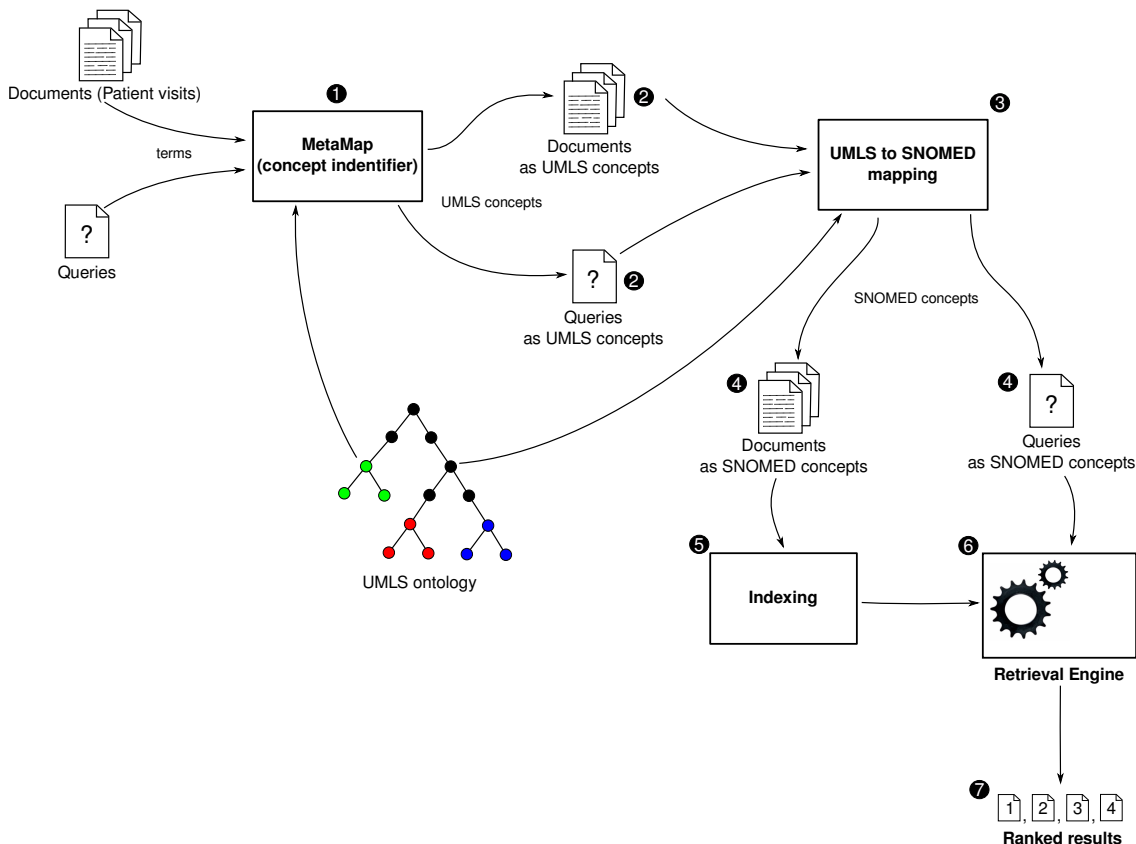 Documents (Patient visits)
1
MetaMap
(concept indentifier)
terms
?
Queries
2
Documents
as UMLS concepts
UMLS concepts
?
2
Queries
as UMLS concepts
3
UMLS to SNOMED
mapping
SNOMED concepts
4
Documents
as SNOMED concepts
4
?
Queries
as SNOMED concepts
UMLS ontology
5
Indexing
6
Retrieval Engine
7
1, 2, 3, 4
Ranked results